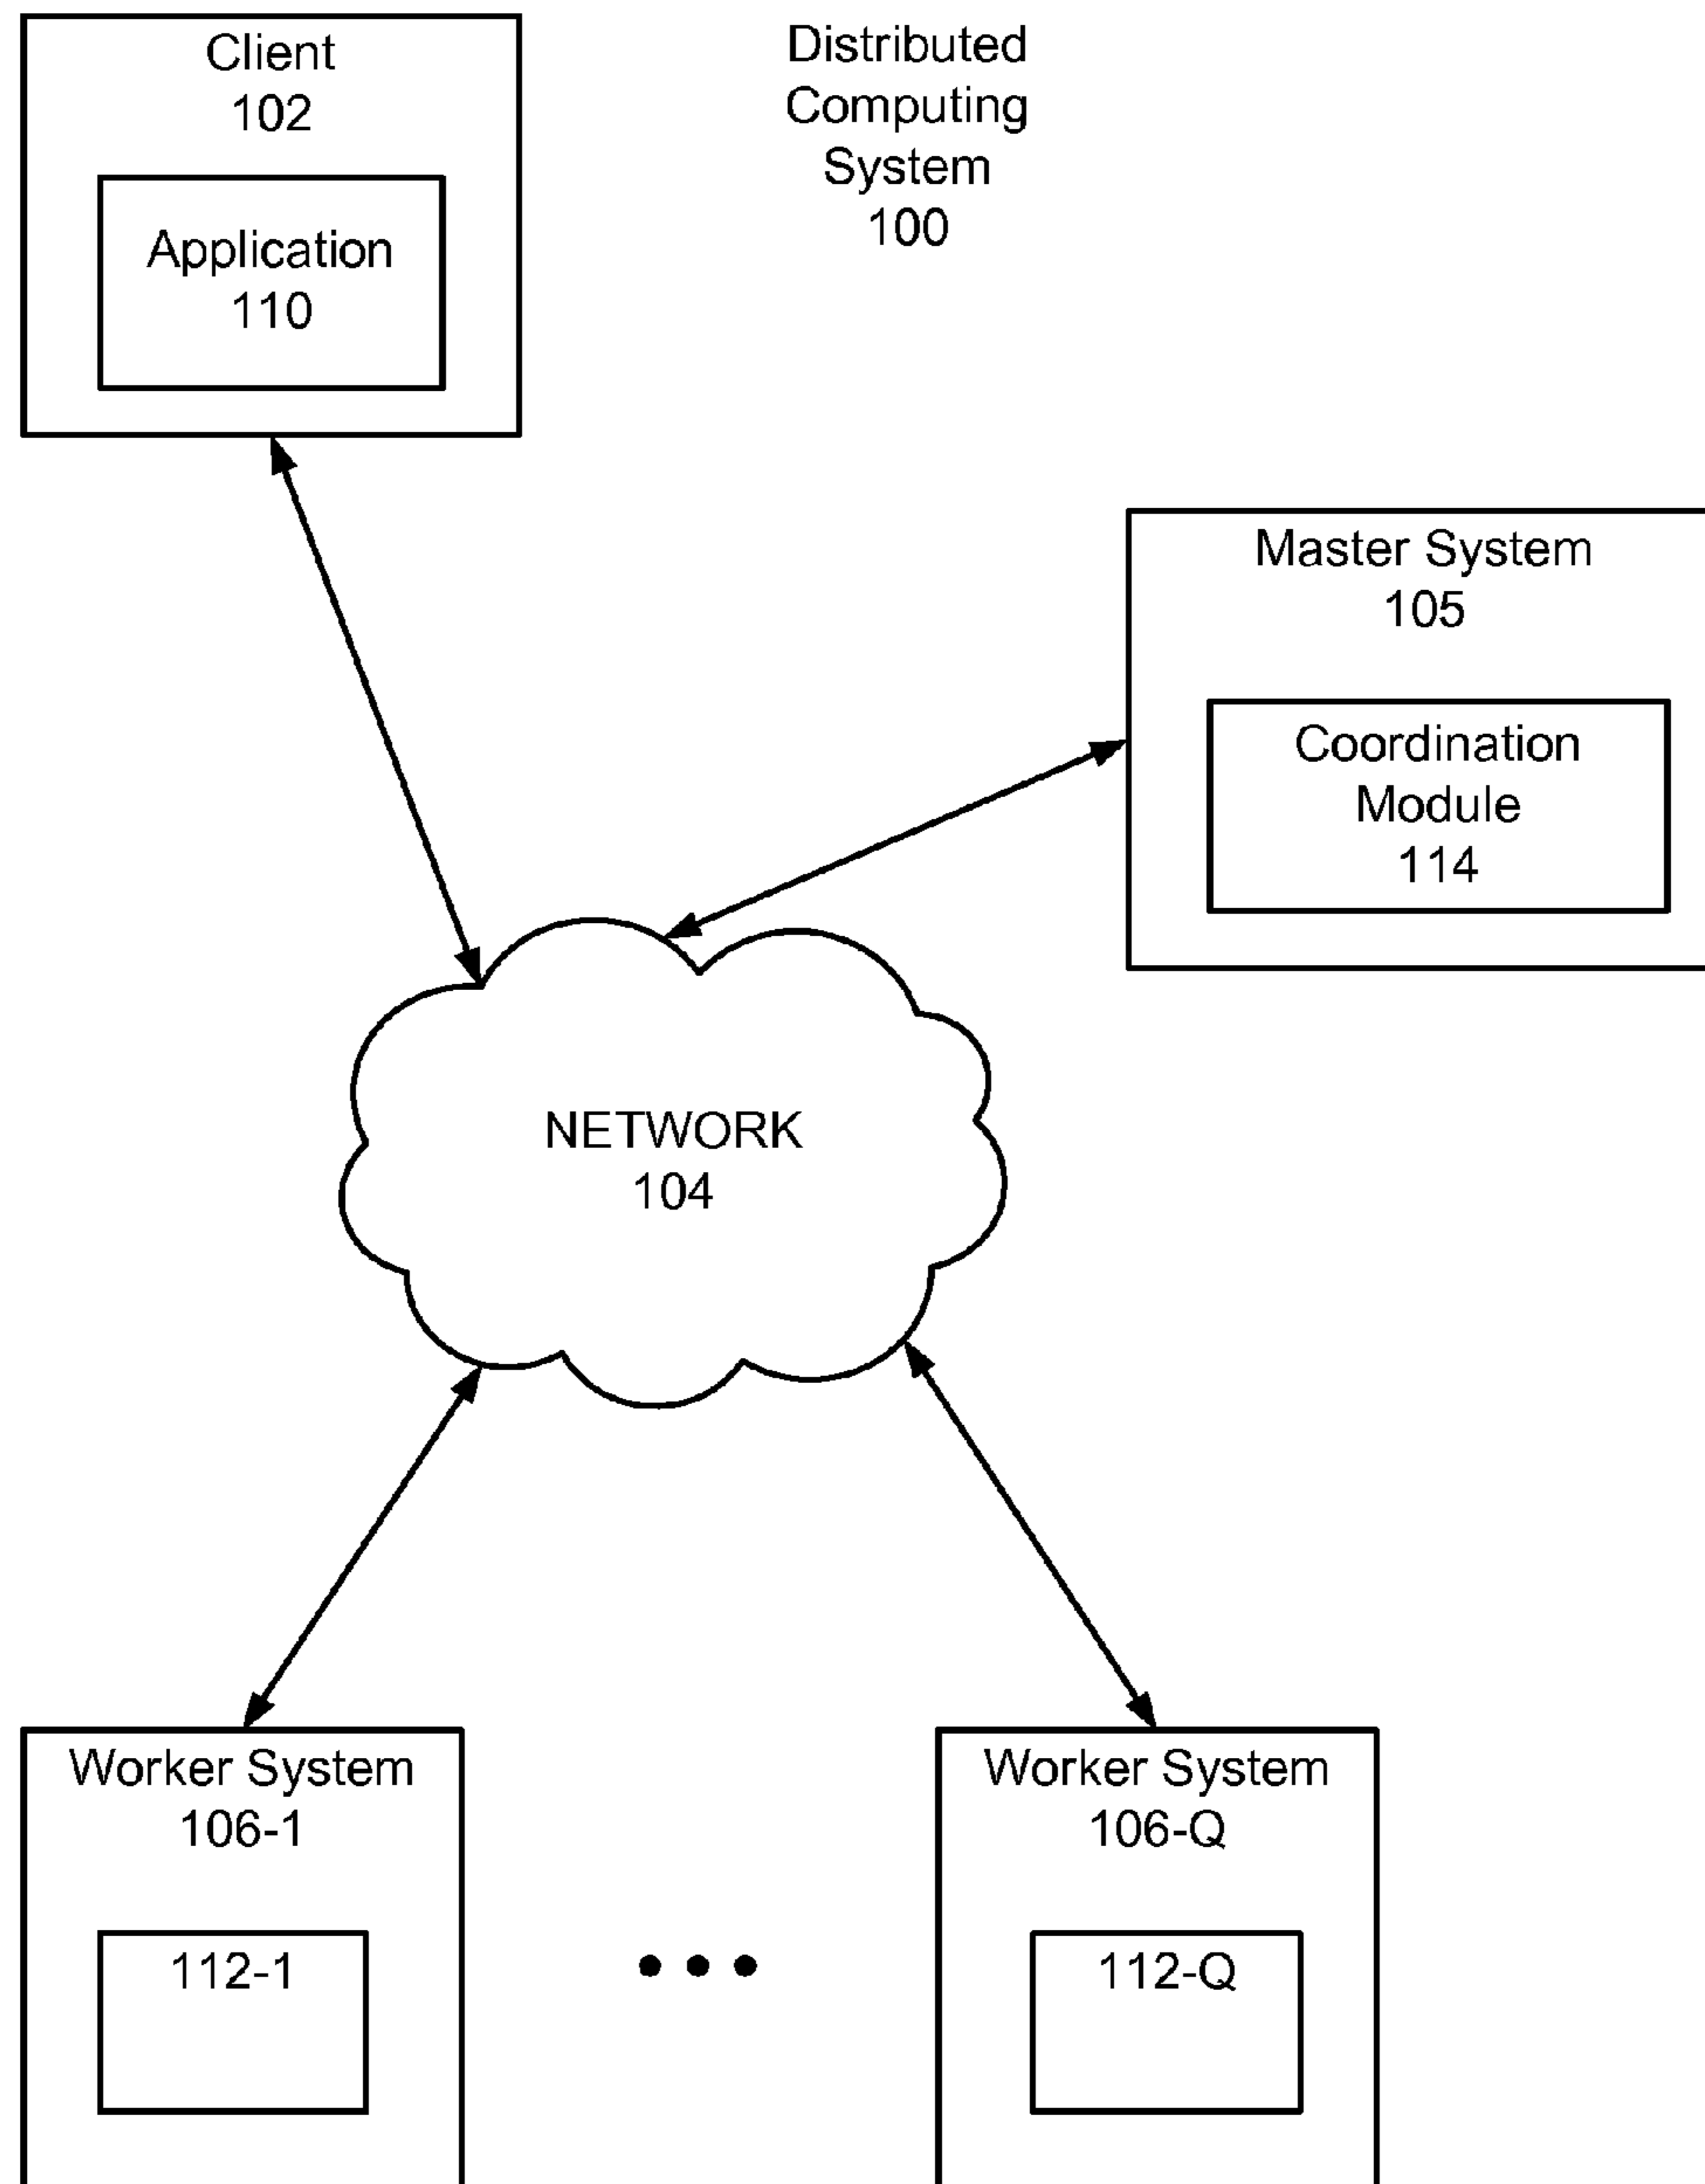 Client
102
Application
110
Distributed
Computing
System
100
Master System
105
Coordination
Module
114
NETWORK
104
Worker System
106-1
112-1
Worker System
106-Q
112-Q